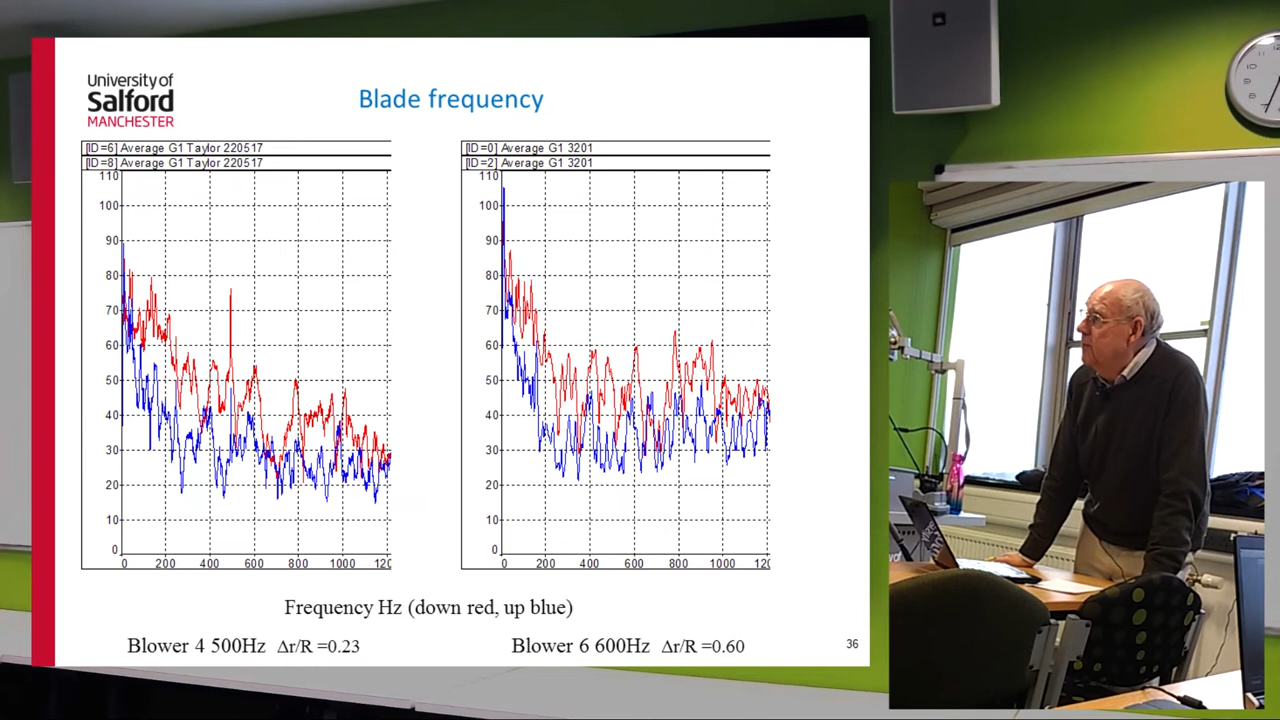 University of
Salford
MANCHESTER
Blade frequency
[ID=6] Average G1 Taylor 220517
[ID=8] Average G1 Taylor 220517
110
100
90
80
70
60
50
40
30
20
10
0
0 200 400 600 800 1000 120
[ID=0] Average G1 3201
[ID=2] Average G1 3201
110
100
90
80
70
60
50
40
30
20
10
0
0 200 400 600 800 1000 120
Frequency Hz (down red, up blue)
Blower 4 500Hz Δr/R =0.23
Blower 6 600Hz Δr/R =0.60
36